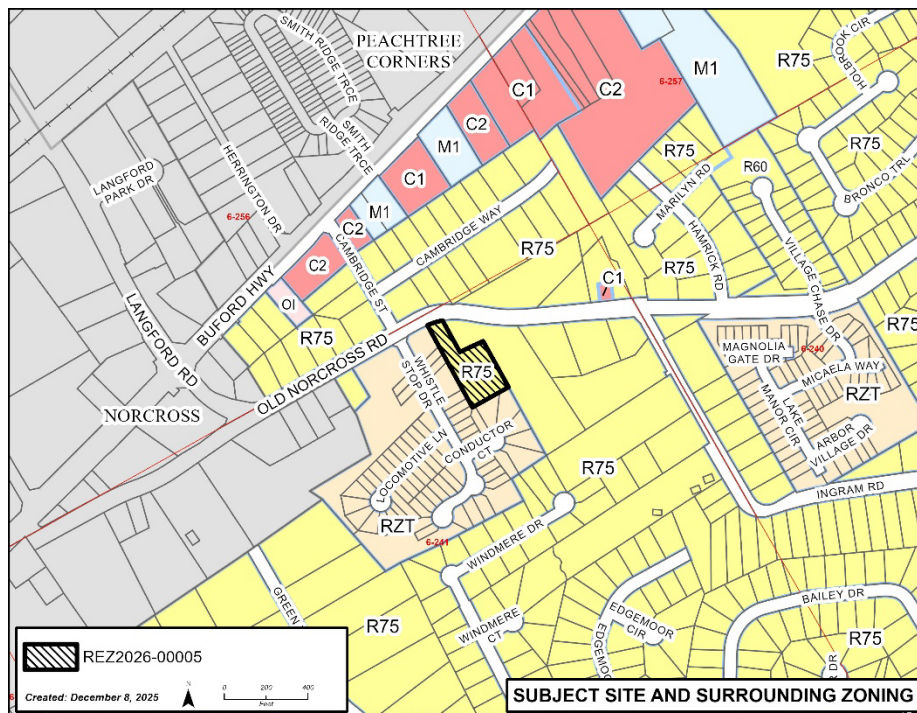 SMITH RIDGE TRCE
PEACHTREE
CORNERS
SMITH
RIDGE TRCE
C1
C2
M1
6-257
R75
HOLBROOK CIR
LANGFORD
PARK DR
HERRINGTON DR
6-256
C2
M1
C1
R75
MARILYN RD
R60
BRONCO TRL
M1
C2
C2
OI
CAMBRIDGE ST
CAMBRIDGE WAY
R75
HAMRICK RD
R75
VILLAGE CHASE DR
LANGFORD RD
BUFORD HWY
R75
C1
R75
NORCROSS
OLD NORCROSS RD
WHISTLE
STOP DR
R75
MAGNOLIA
GATE DR
6-240
MICAELA WAY
RZT
LAKE
MANOR CIR
ARBOR
VILLAGE DR
LOCOMOTIVE LN
CONDUCTOR
CT
RZT
6-241
R75
INGRAM RD
WINDMERE DR
GREEN
R75
WINDMERE
CT
EDGEMOOR
CIR
EDGEMOOR
BAILEY DR
R75
R75
DR
REZ2026-00005
Created: December 8, 2025
N
0 200 400
Feet
SUBJECT SITE AND SURROUNDING ZONING